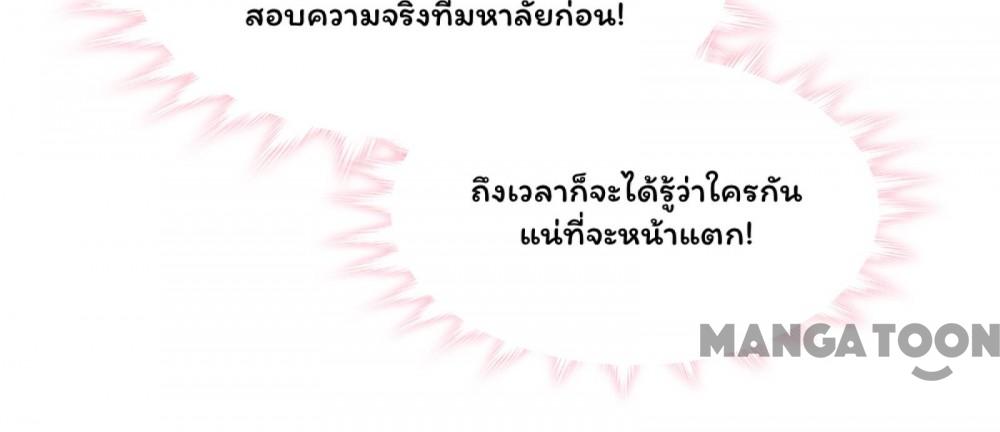 สอบความจริงที่มหาลัยก่อน!
ถึงเวลาก็จะได้รู้ว่าใครกัน
แน่ที่จะหน้าแตก!
MANGATOON